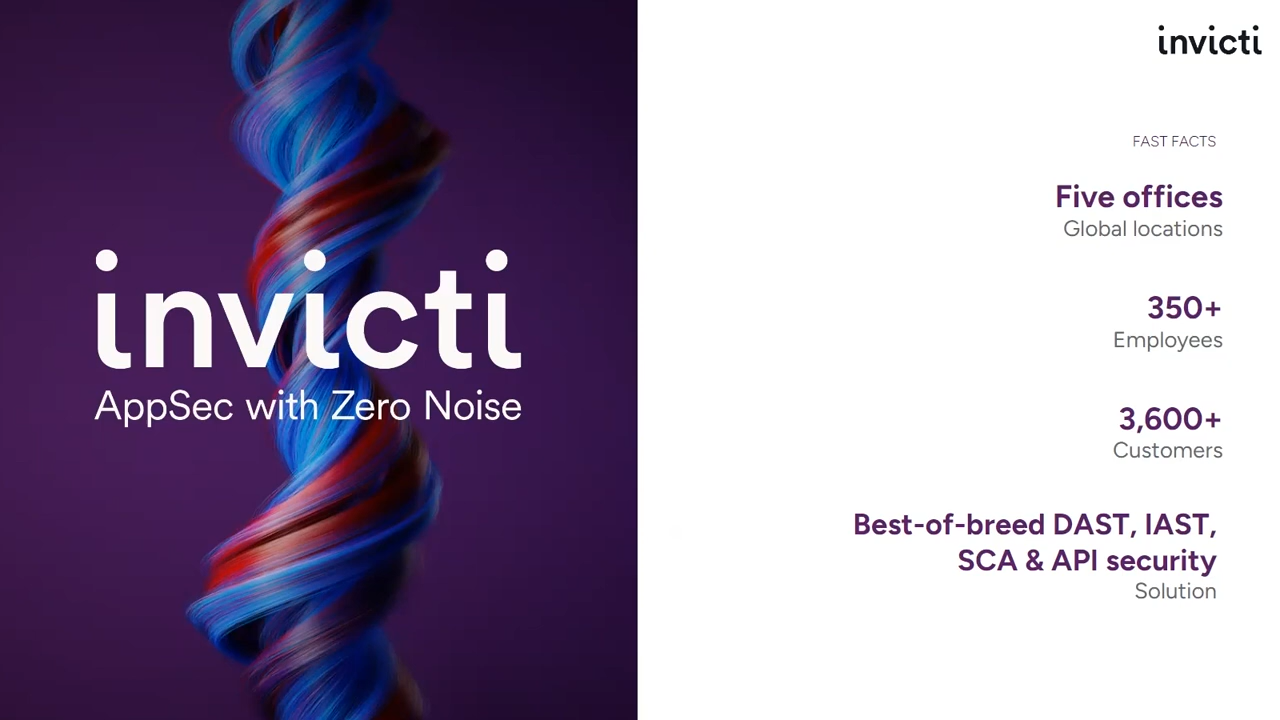 invicti
AppSec with Zero Noise
invicti
FAST FACTS
Five offices
Global locations
350+
Employees
3,600+
Customers
Best-of-breed DAST, IAST,
SCA & API security
Solution